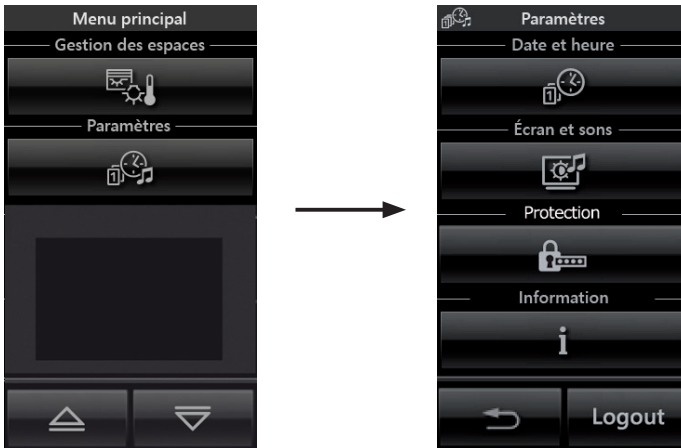 Menu principal
Gestion des espaces
Paramètres
Paramètres
Date et heure
Écran et sons
Protection
Information
Logout